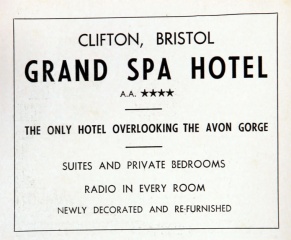 CLIFTON, BRISTOL
GRAND SPA HOTEL
A.A. ★★★★
THE ONLY HOTEL OVERLOOKING THE AVON GORGE
SUITES AND PRIVATE BEDROOMS
RADIO IN EVERY ROOM
NEWLY DECORATED AND RE-FURNISHED